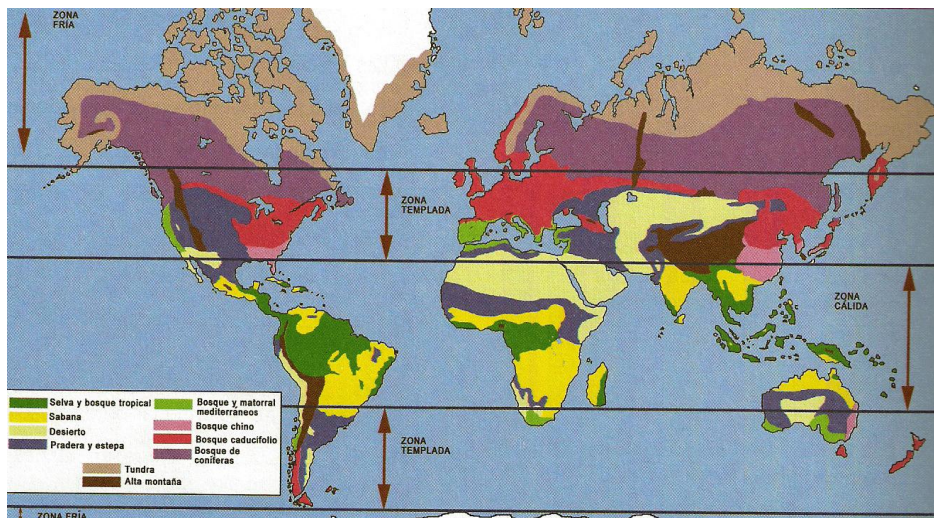 ZONA
FRÍA
ZONA
TEMPLADA
ZONA
CÁLIDA
Selva y bosque tropical
Sabana
Desierto
Pradera y estepa
Bosque y matorral
mediterráneos
Bosque chino
Bosque caducifolio
Bosque de
coníferas
Tundra
Alta montaña
ZONA
TEMPLADA
ZONA FRÍA